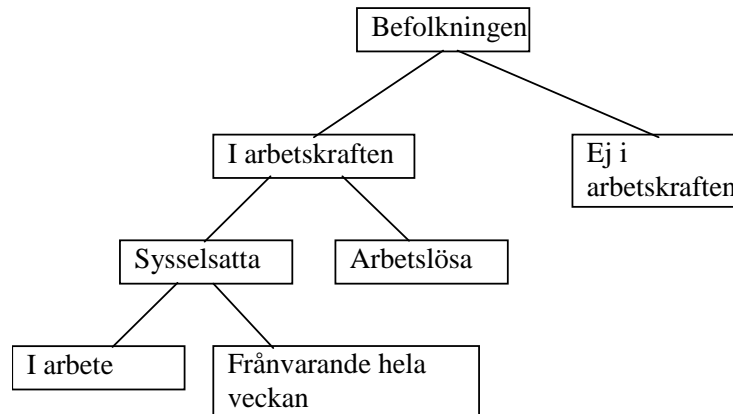 Befolkningen
I arbetskraften
Ej i
arbetskraften
Sysselsatta
Arbetslösa
I arbete
Frånvarande hela
veckan